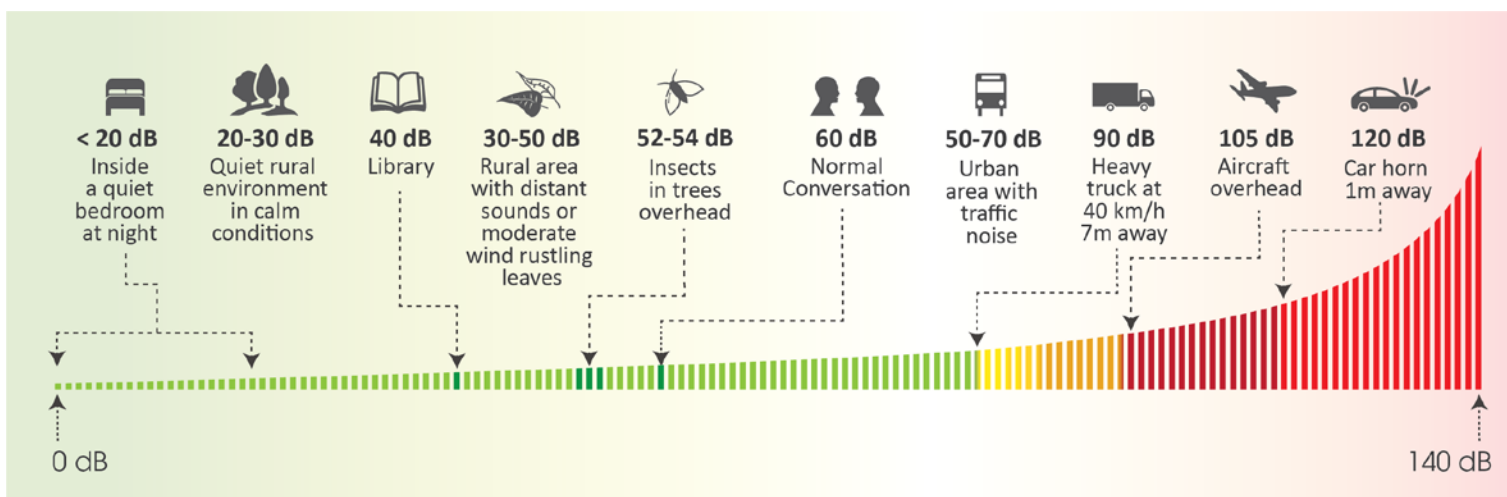 < 20 dB
Inside
a quiet
bedroom
at night
20-30 dB
Quiet rural
environment
in calm
conditions
40 dB
Library
30-50 dB
Rural area
with distant
sounds or
moderate
wind rustling
leaves
52-54 dB
Insects
in trees
overhead
60 dB
Normal
Conversation
50-70 dB
Urban
area with
traffic
noise
90 dB
Heavy
truck at
40 km/h
7m away
105 dB
Aircraft
overhead
120 dB
Car horn
1m away
0 dB
140 dB